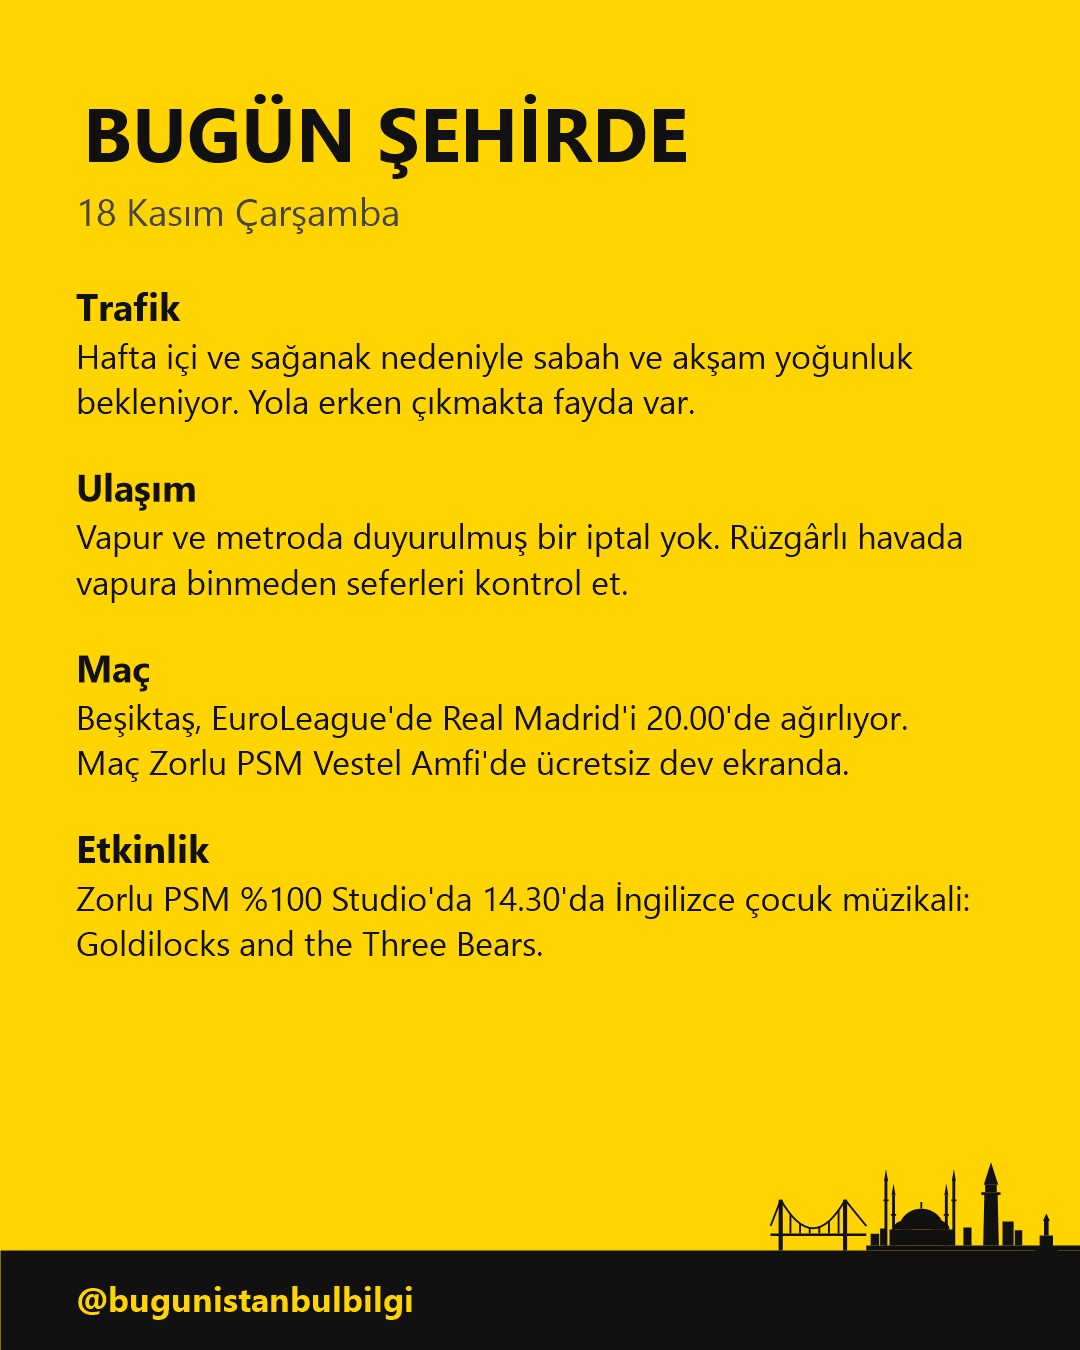 BUGÜN ŞEHİRDE
18 Kasım Çarşamba
Trafik
Hafta içi ve sağanak nedeniyle sabah ve akşam yoğunluk
bekleniyor. Yola erken çıkmakta fayda var.
Ulaşım
Vapur ve metroda duyurulmuş bir iptal yok. Rüzgârlı havada
vapura binmeden seferleri kontrol et.
Maç
Beşiktaş, EuroLeague'de Real Madrid'i 20.00'de ağırlıyor.
Maç Zorlu PSM Vestel Amfi'de ücretsiz dev ekranda.
Etkinlik
Zorlu PSM %100 Studio'da 14.30'da İngilizce çocuk müzikali:
Goldilocks and the Three Bears.
@bugunistanbulbilgi